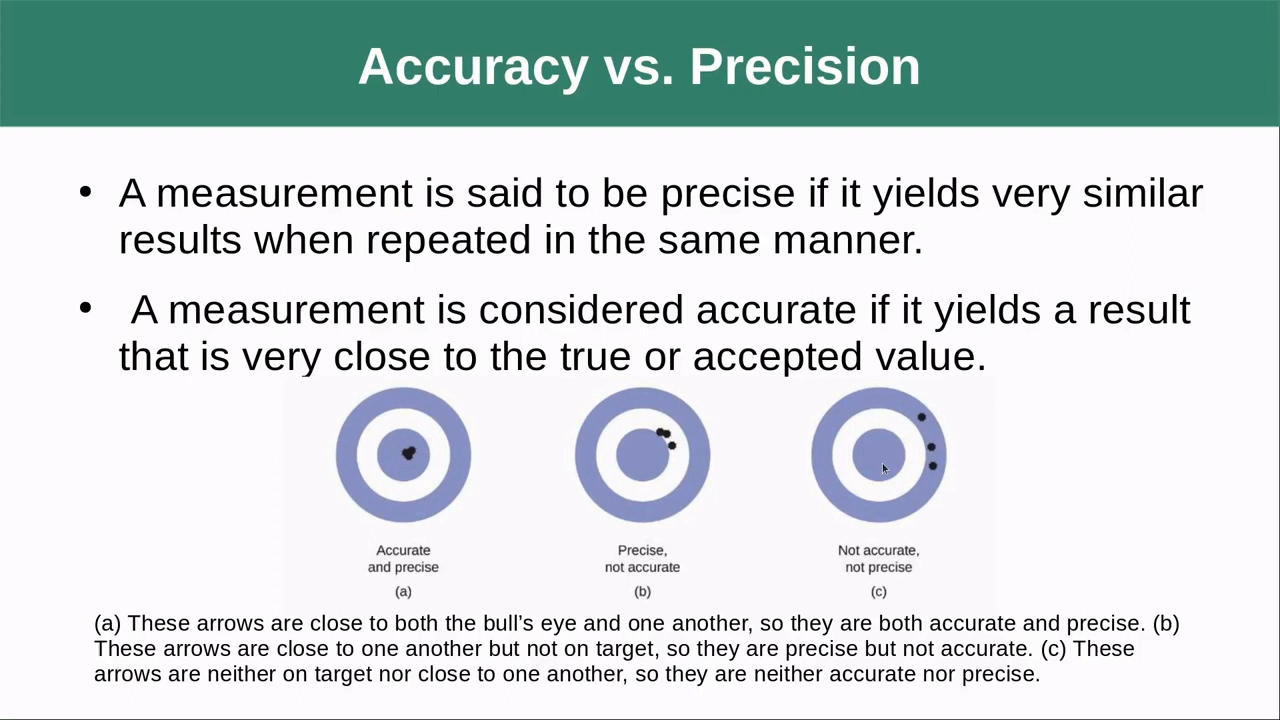 Accuracy vs. Precision
• A measurement is said to be precise if it yields very similar
results when repeated in the same manner.
• A measurement is considered accurate if it yields a result
that is very close to the true or accepted value.
Accurate
and precise
(a)
Precise,
not accurate
(b)
Not accurate,
not precise
(c)
(a) These arrows are close to both the bull’s eye and one another, so they are both accurate and precise. (b)
These arrows are close to one another but not on target, so they are precise but not accurate. (c) These
arrows are neither on target nor close to one another, so they are neither accurate nor precise.